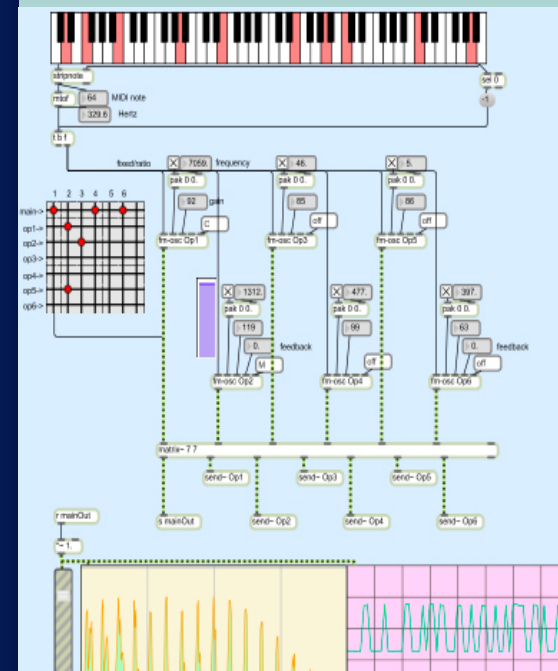 stripnote
sel 0
mtof
64
MIDI note
-1
329.6
Hertz
t b f
fixed/ratio
7059.
frequency
46.
5.
pak 0 0.
pak 0 0.
pak 0 0.
1 2 3 4 5 6
92
gain
85
86
main->
C
off
off
op1->
op2->
fm-osc Op1
fm-osc Op3
fm-osc Op5
op3->
op4->
op5->
op6->
1312.
477.
397.
pak 0 0.
pak 0 0.
pak 0 0.
119
99
63
0.
feedback
0.
feedback
M
off
off
fm-osc Op2
fm-osc Op4
fm-osc Op6
matrix~ 7 7
send~ Op1
send~ Op3
send~ Op5
r mainOut
s mainOut
send~ Op2
send~ Op4
send~ Op6
*~ 1.